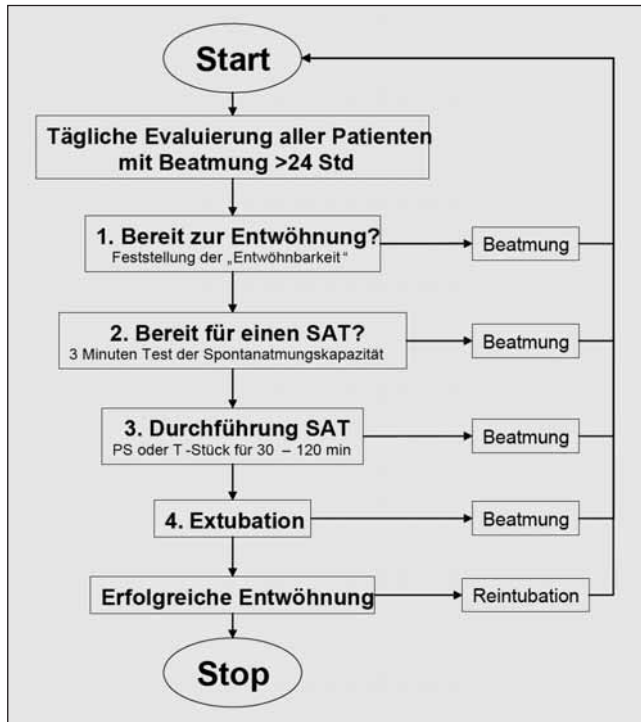 Start
Tägliche Evaluierung aller Patienten
mit Beatmung >24 Std
1. Bereit zur Entwöhnung?
Feststellung der „Entwöhnbarkeit“
Beatmung
2. Bereit für einen SAT?
3 Minuten Test der Spontanatmungskapazität
Beatmung
3. Durchführung SAT
PS oder T -Stück für 30 – 120 min
Beatmung
4. Extubation
Beatmung
Erfolgreiche Entwöhnung
Reintubation
Stop